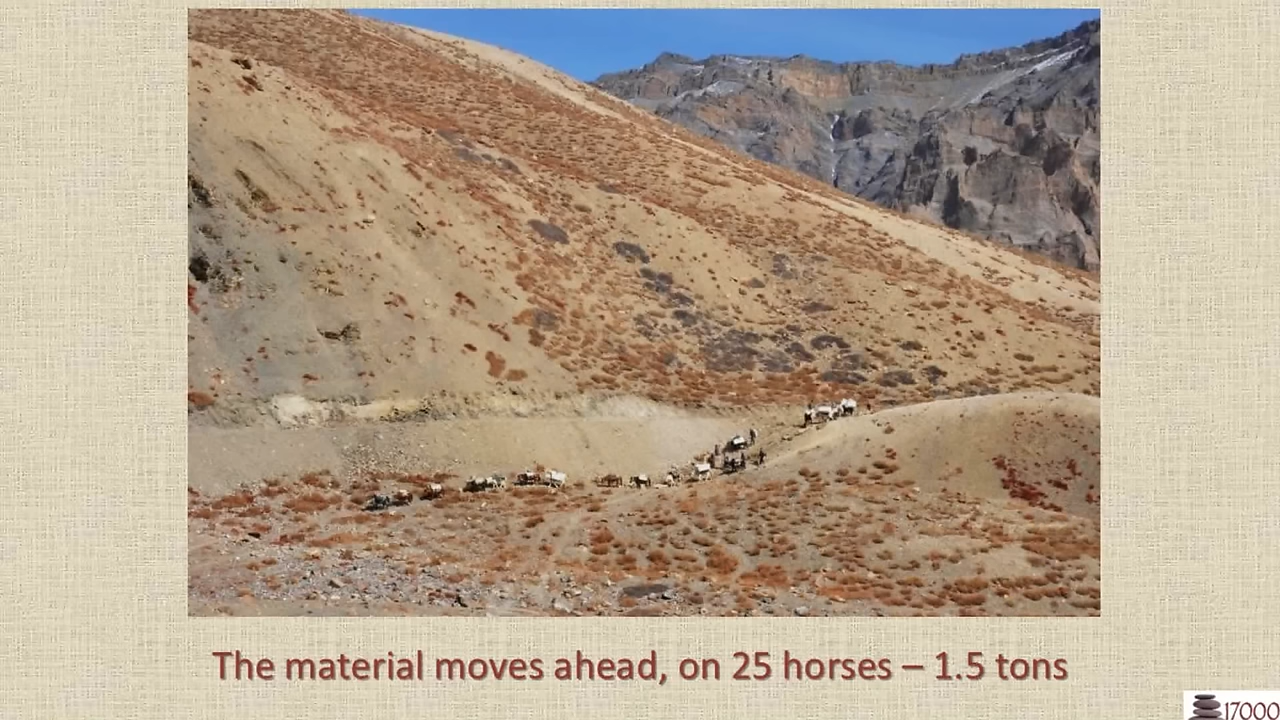 The material moves ahead, on 25 horses – 1.5 tons
17000